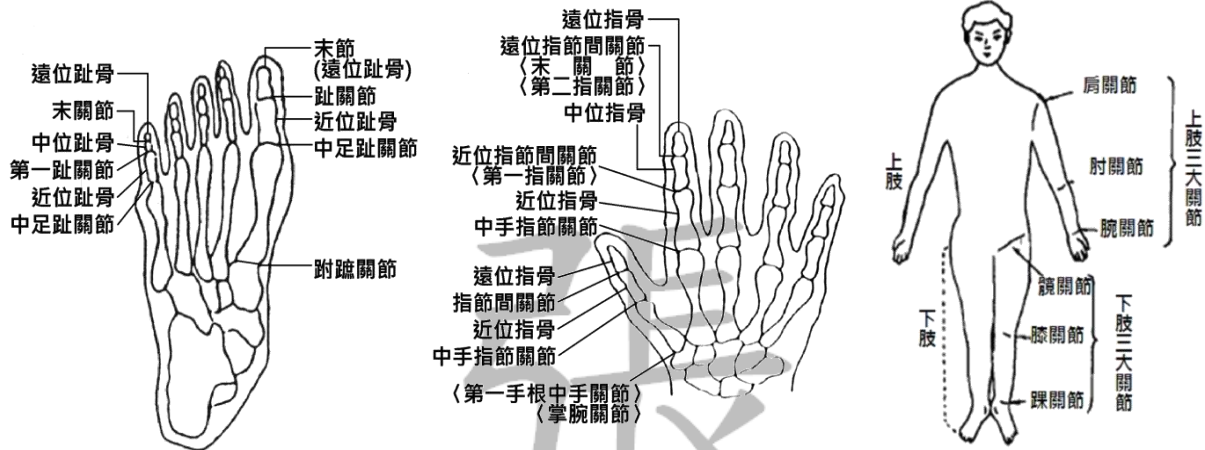 末節
(遠位趾骨)
趾關節
近位趾骨
中足趾關節
跗蹠關節
遠位趾骨
末關節
中位趾骨
第一趾關節
近位趾骨
中足趾關節
遠位指骨
遠位指節間關節
〈末 關 節〉
〈第二指關節〉
中位指骨
近位指節間關節
〈第一指關節〉
近位指骨
中手指節關節
遠位指骨
指節間關節
近位指骨
中手指節關節
〈第一手根中手關節〉
〈掌腕關節〉
上肢
下肢
肩關節
肘關節
腕關節
上肢三大關節
髖關節
膝關節
踝關節
下肢三大關節